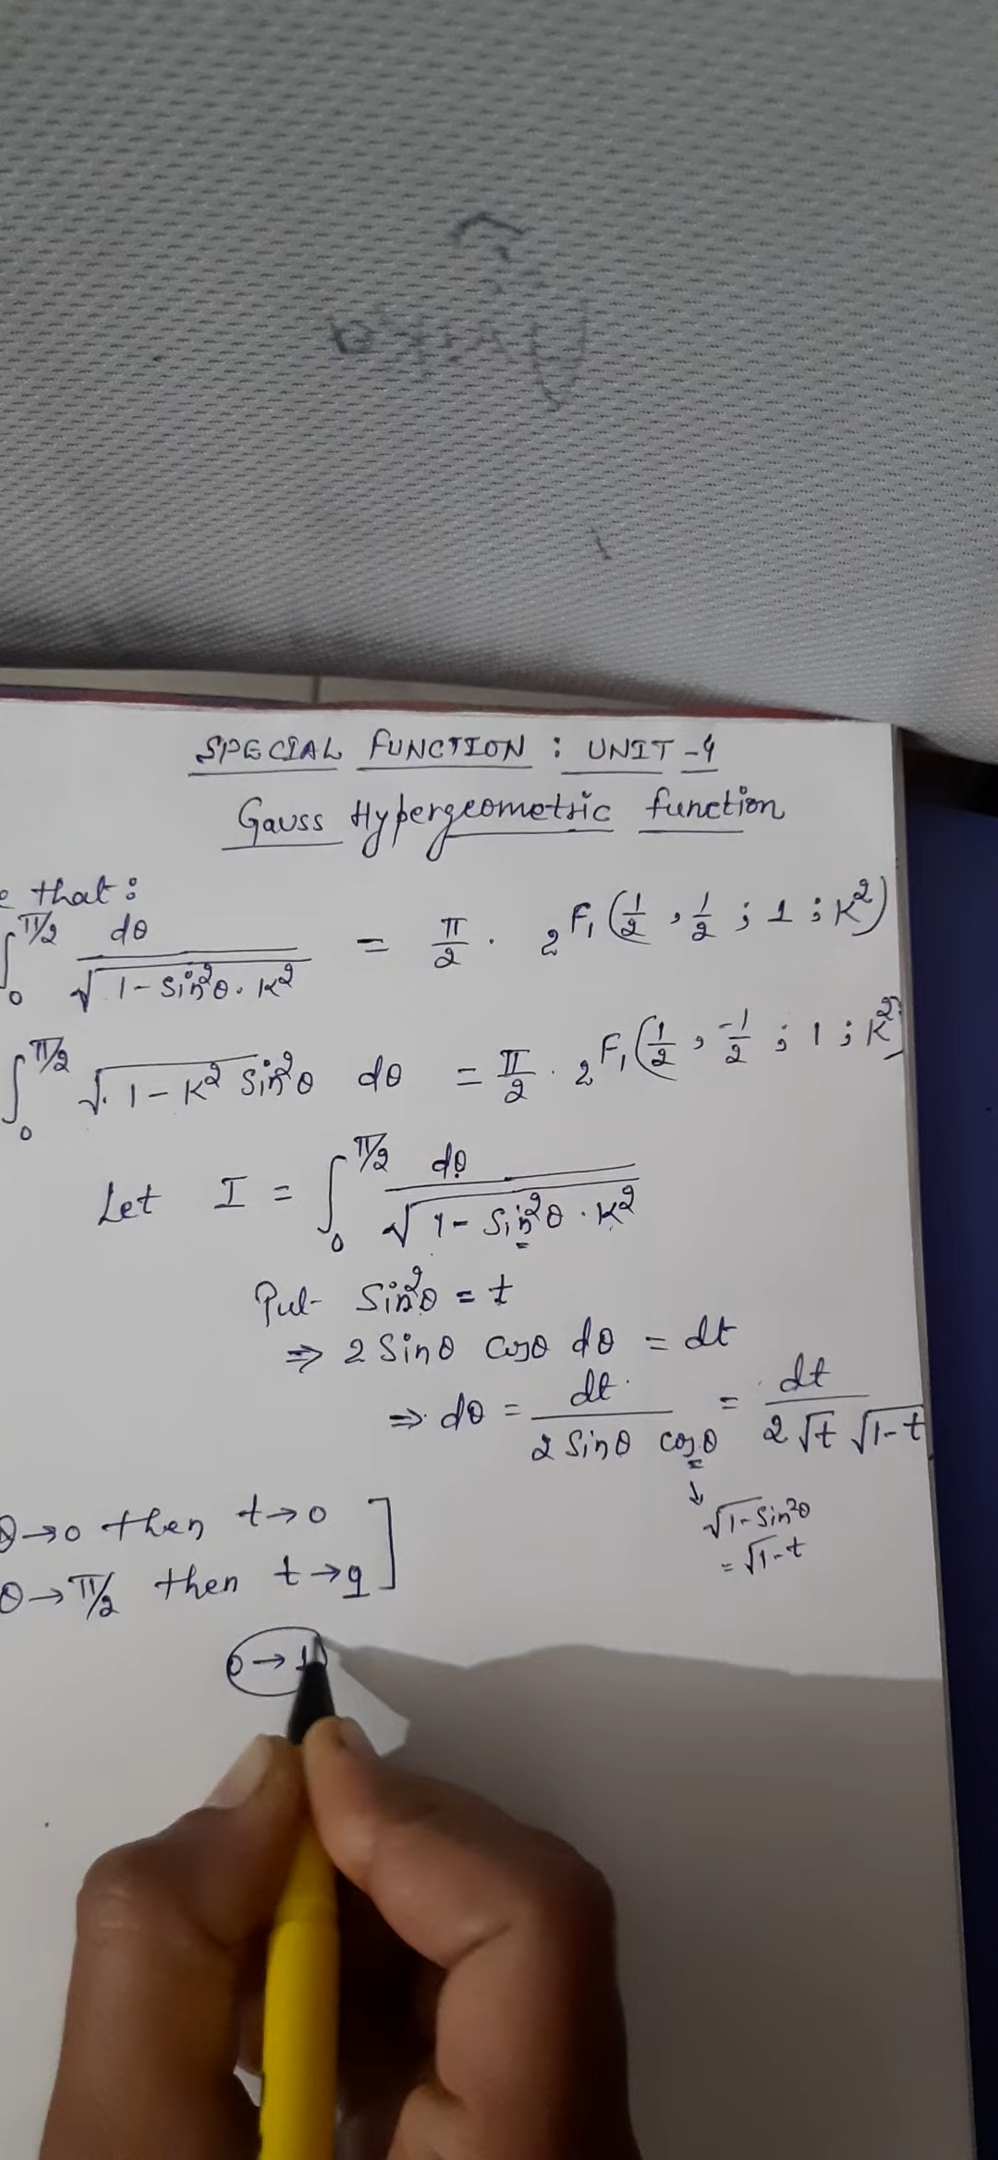 SPECIAL FUNCTION : UNIT - 4
Gauss Hypergeometric function
that :
∫₀^π/2 dθ / √(1 - Sin²θ . K²) = π/2 . ₂F₁(1/2 , 1/2 ; 1 ; K²)
∫₀^π/2 √(1 - K² Sin²θ) dθ = π/2 . ₂F₁(1/2 , -1/2 ; 1 ; K²)
Let I = ∫₀^π/2 dθ / √(1 - Sin²θ . K²)
Put Sin²θ = t
⇒ 2 Sinθ Cosθ dθ = dt
⇒ dθ = dt / (2 Sinθ Cosθ) = dt / (2 √t √(1-t))
↓
√(1-Sin²θ)
= √(1-t)
θ → 0 then t → 0 ]
θ → π/2 then t → 1 ]
0 → 1